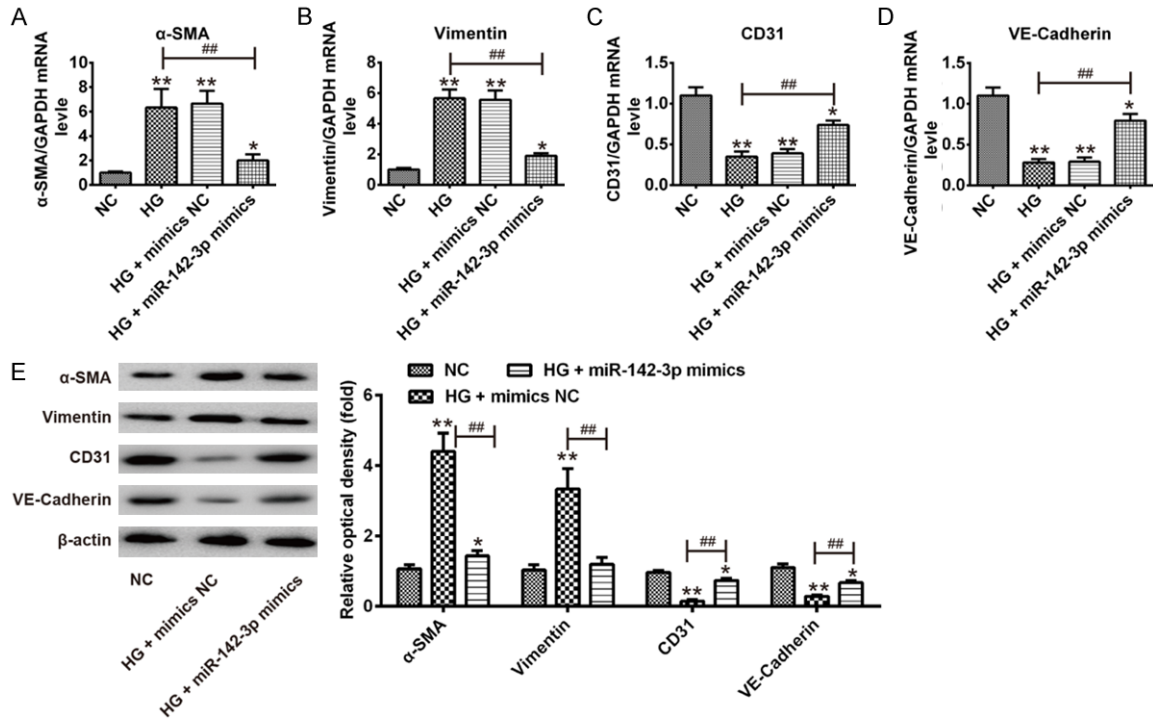 A
α-SMA
α-SMA/GAPDH mRNA
levle
10
8
6
4
2
0
**
**
##
*
NC
HG
HG + mimics NC
HG + miR-142-3p mimics
B
Vimentin
Vimentin/GAPDH mRNA
levle
8
6
4
2
0
**
**
##
*
NC
HG
HG + mimics NC
HG + miR-142-3p mimics
C
CD31
CD31/GAPDH mRNA
levle
1.5
1.0
0.5
0.0
**
**
##
*
NC
HG
HG + mimics NC
HG + miR-142-3p mimics
D
VE-Cadherin
VE-Cadherin/GAPDH mRNA
levle
1.5
1.0
0.5
0.0
**
**
##
*
NC
HG
HG + mimics NC
HG + miR-142-3p mimics
E
α-SMA
Vimentin
CD31
VE-Cadherin
β-actin
NC
HG + mimics NC
HG + miR-142-3p mimics
NC
HG + miR-142-3p mimics
HG + mimics NC
Relative optical density (fold)
6
4
2
0
**
##
*
**
##
**
##
*
**
##
*
α-SMA
Vimentin
CD31
VE-Cadherin